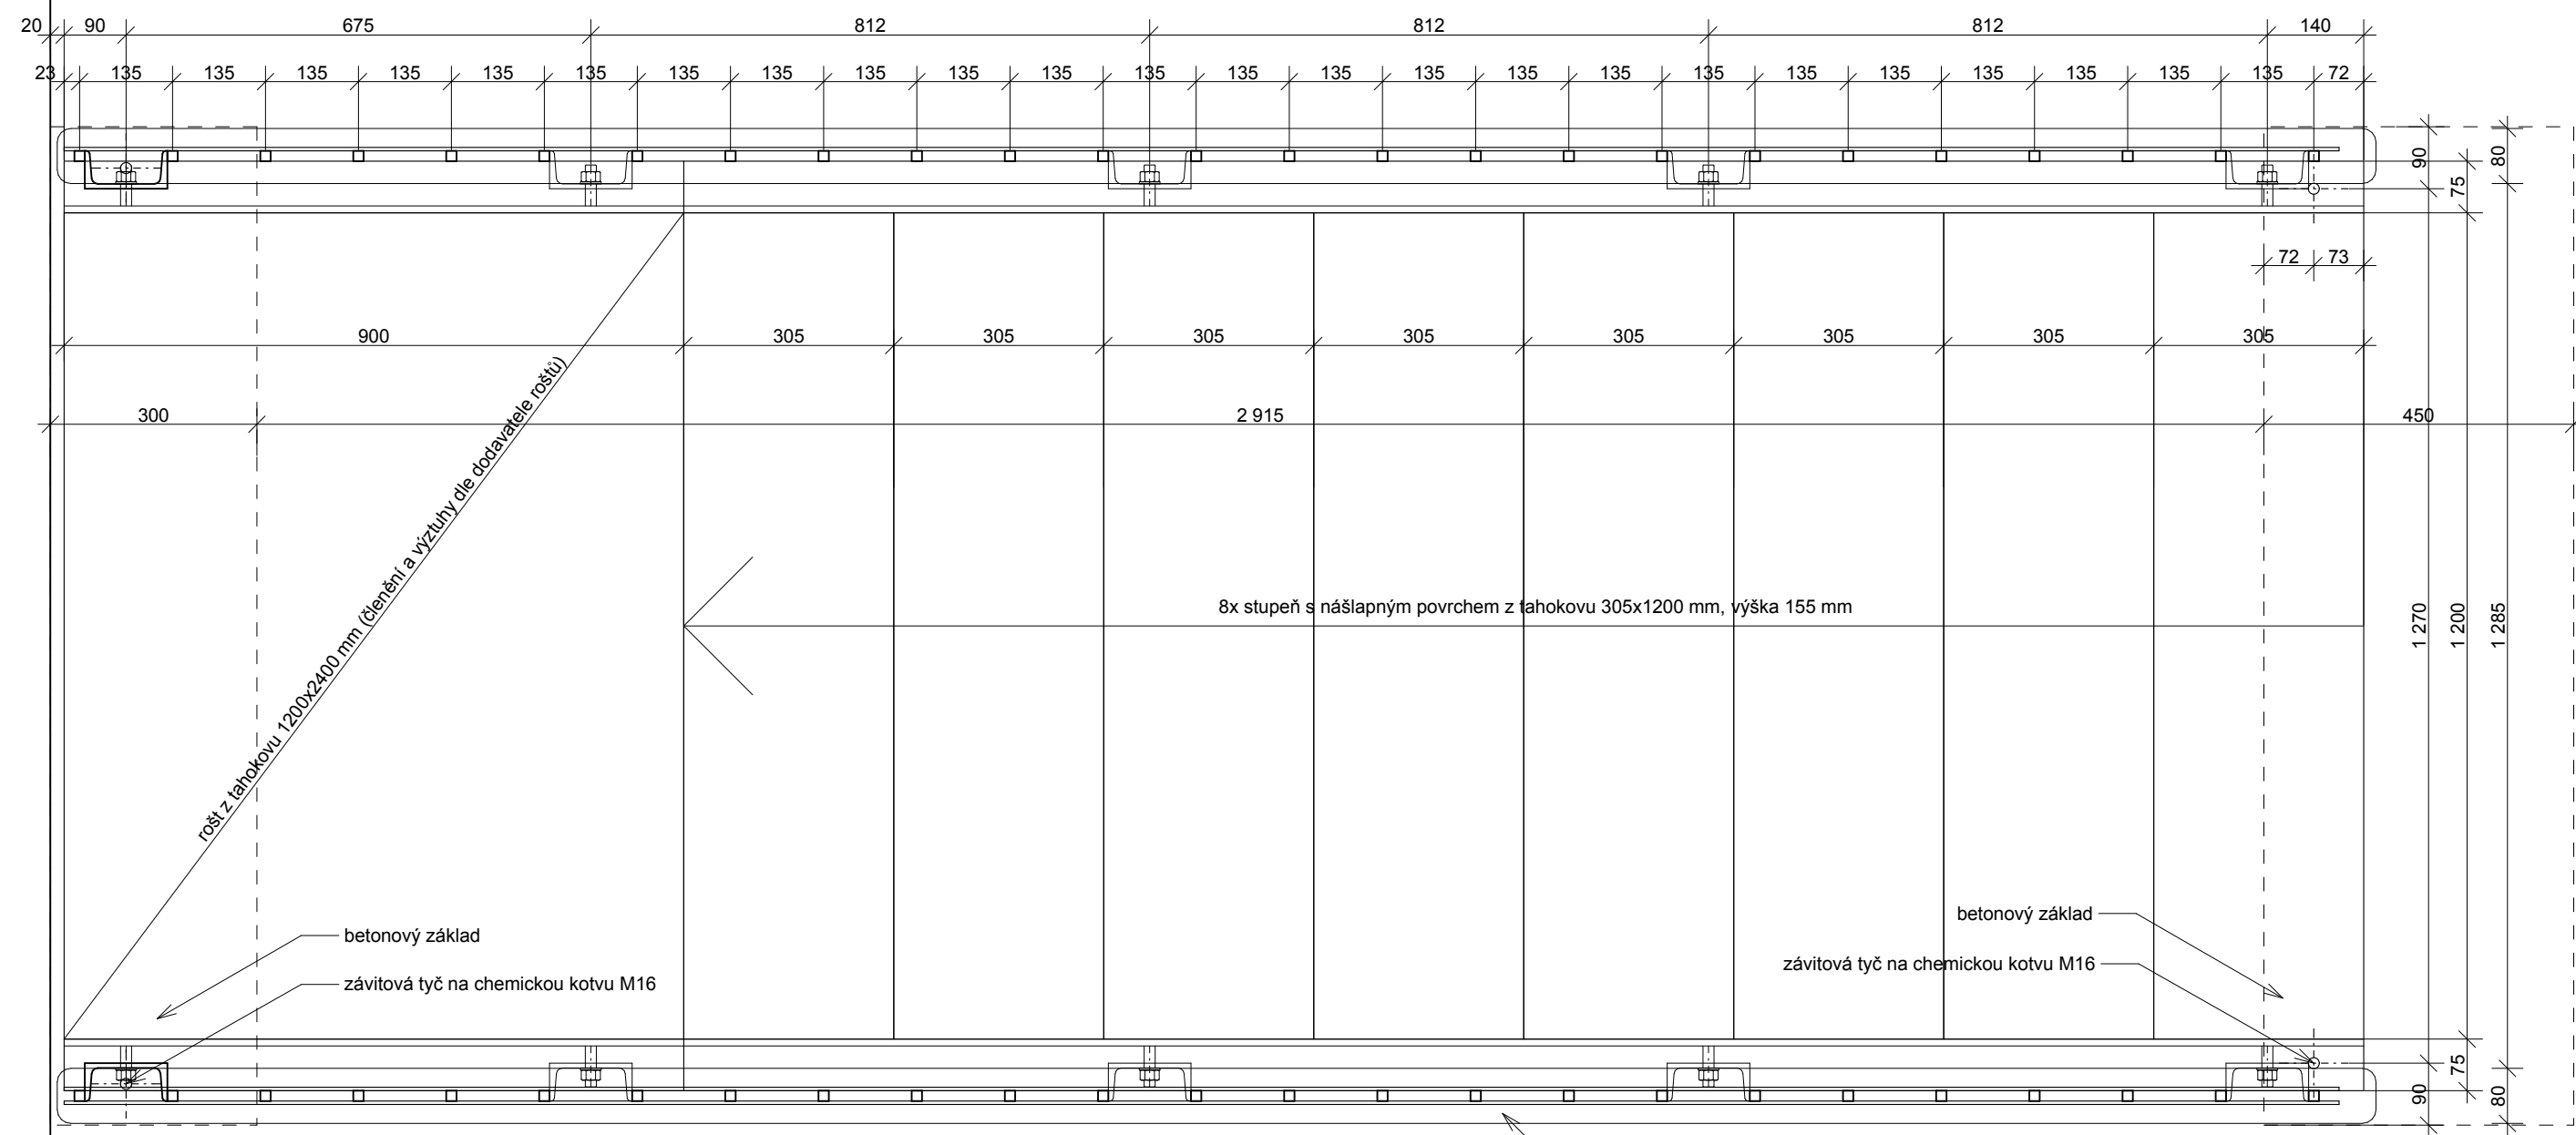 20 90 675 812 812 812 140
23 135 135 135 135 135 135 135 135 135 135 135 135 135 135 135 135 135 135 135 135 135 135 135 135 72
90
80
75
72 73
900 305 305 305 305 305 305 305 305
300 2 915 450
rošt z tahokovu 1200x2400 mm (členění a výztuhy dle dodavatele roštů)
8x stupeň s nášlapným povrchem z tahokovu 305x1200 mm, výška 155 mm
1 270
1 200
1 285
betonový základ
závitová tyč na chemickou kotvu M16
betonový základ
závitová tyč na chemickou kotvu M16
75
90
80